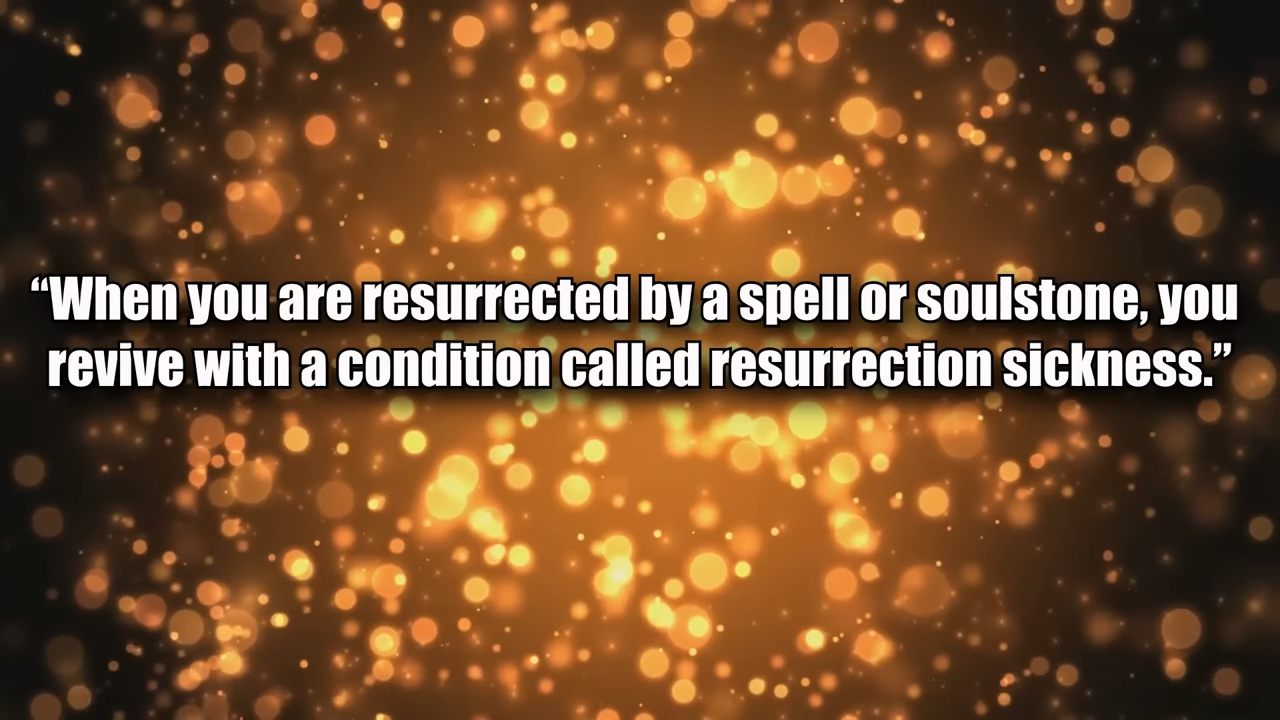 “When you are resurrected by a spell or soulstone, you
revive with a condition called resurrection sickness.”